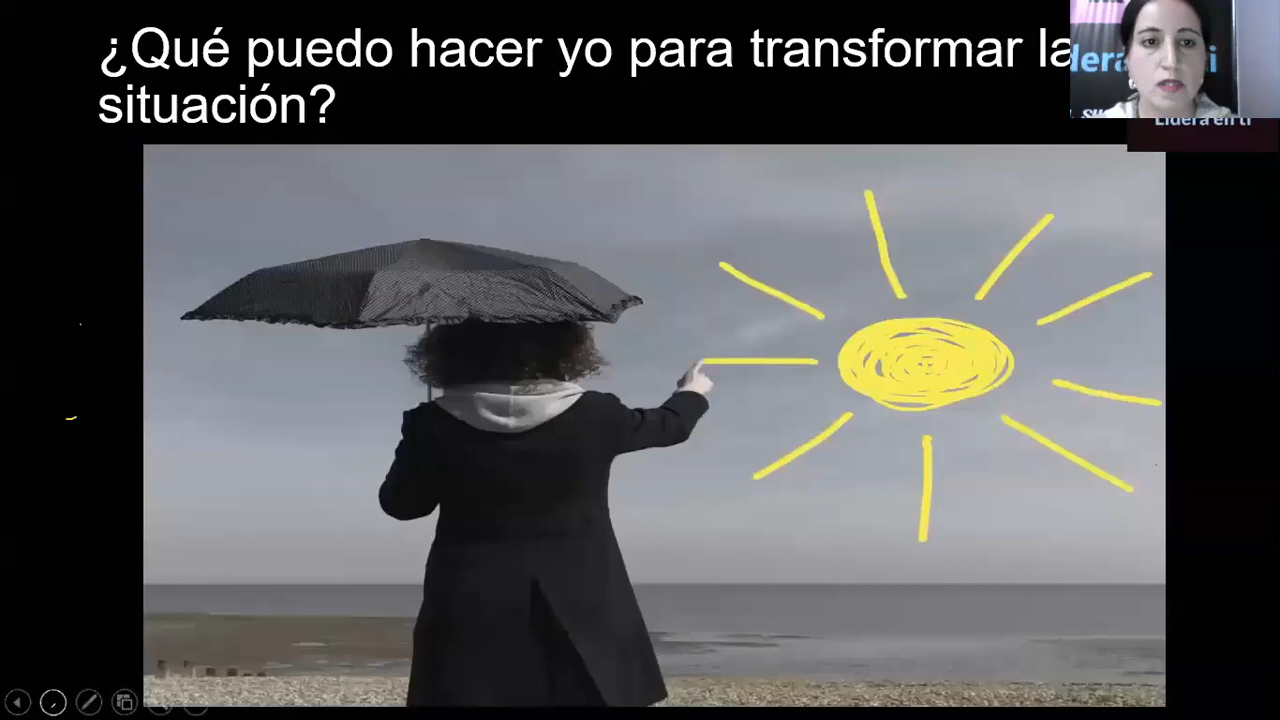 ¿Qué puedo hacer yo para transformar la
situación?
Lidera en ti